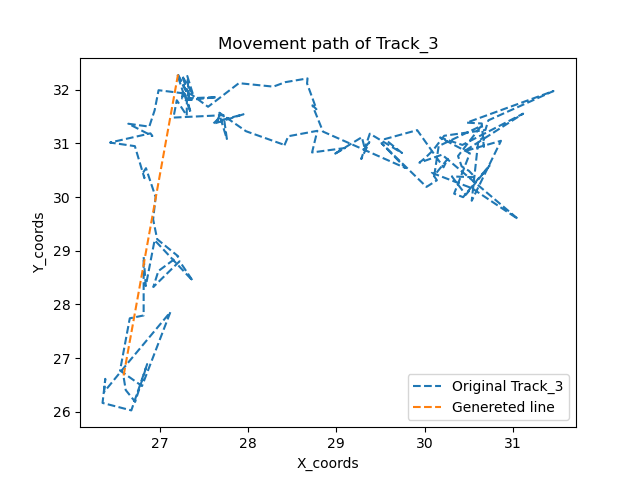 Movement path of Track_3
Y_coords
32
31
30
29
28
27
26
27 28 29 30 31
X_coords
Original Track_3
Genereted line